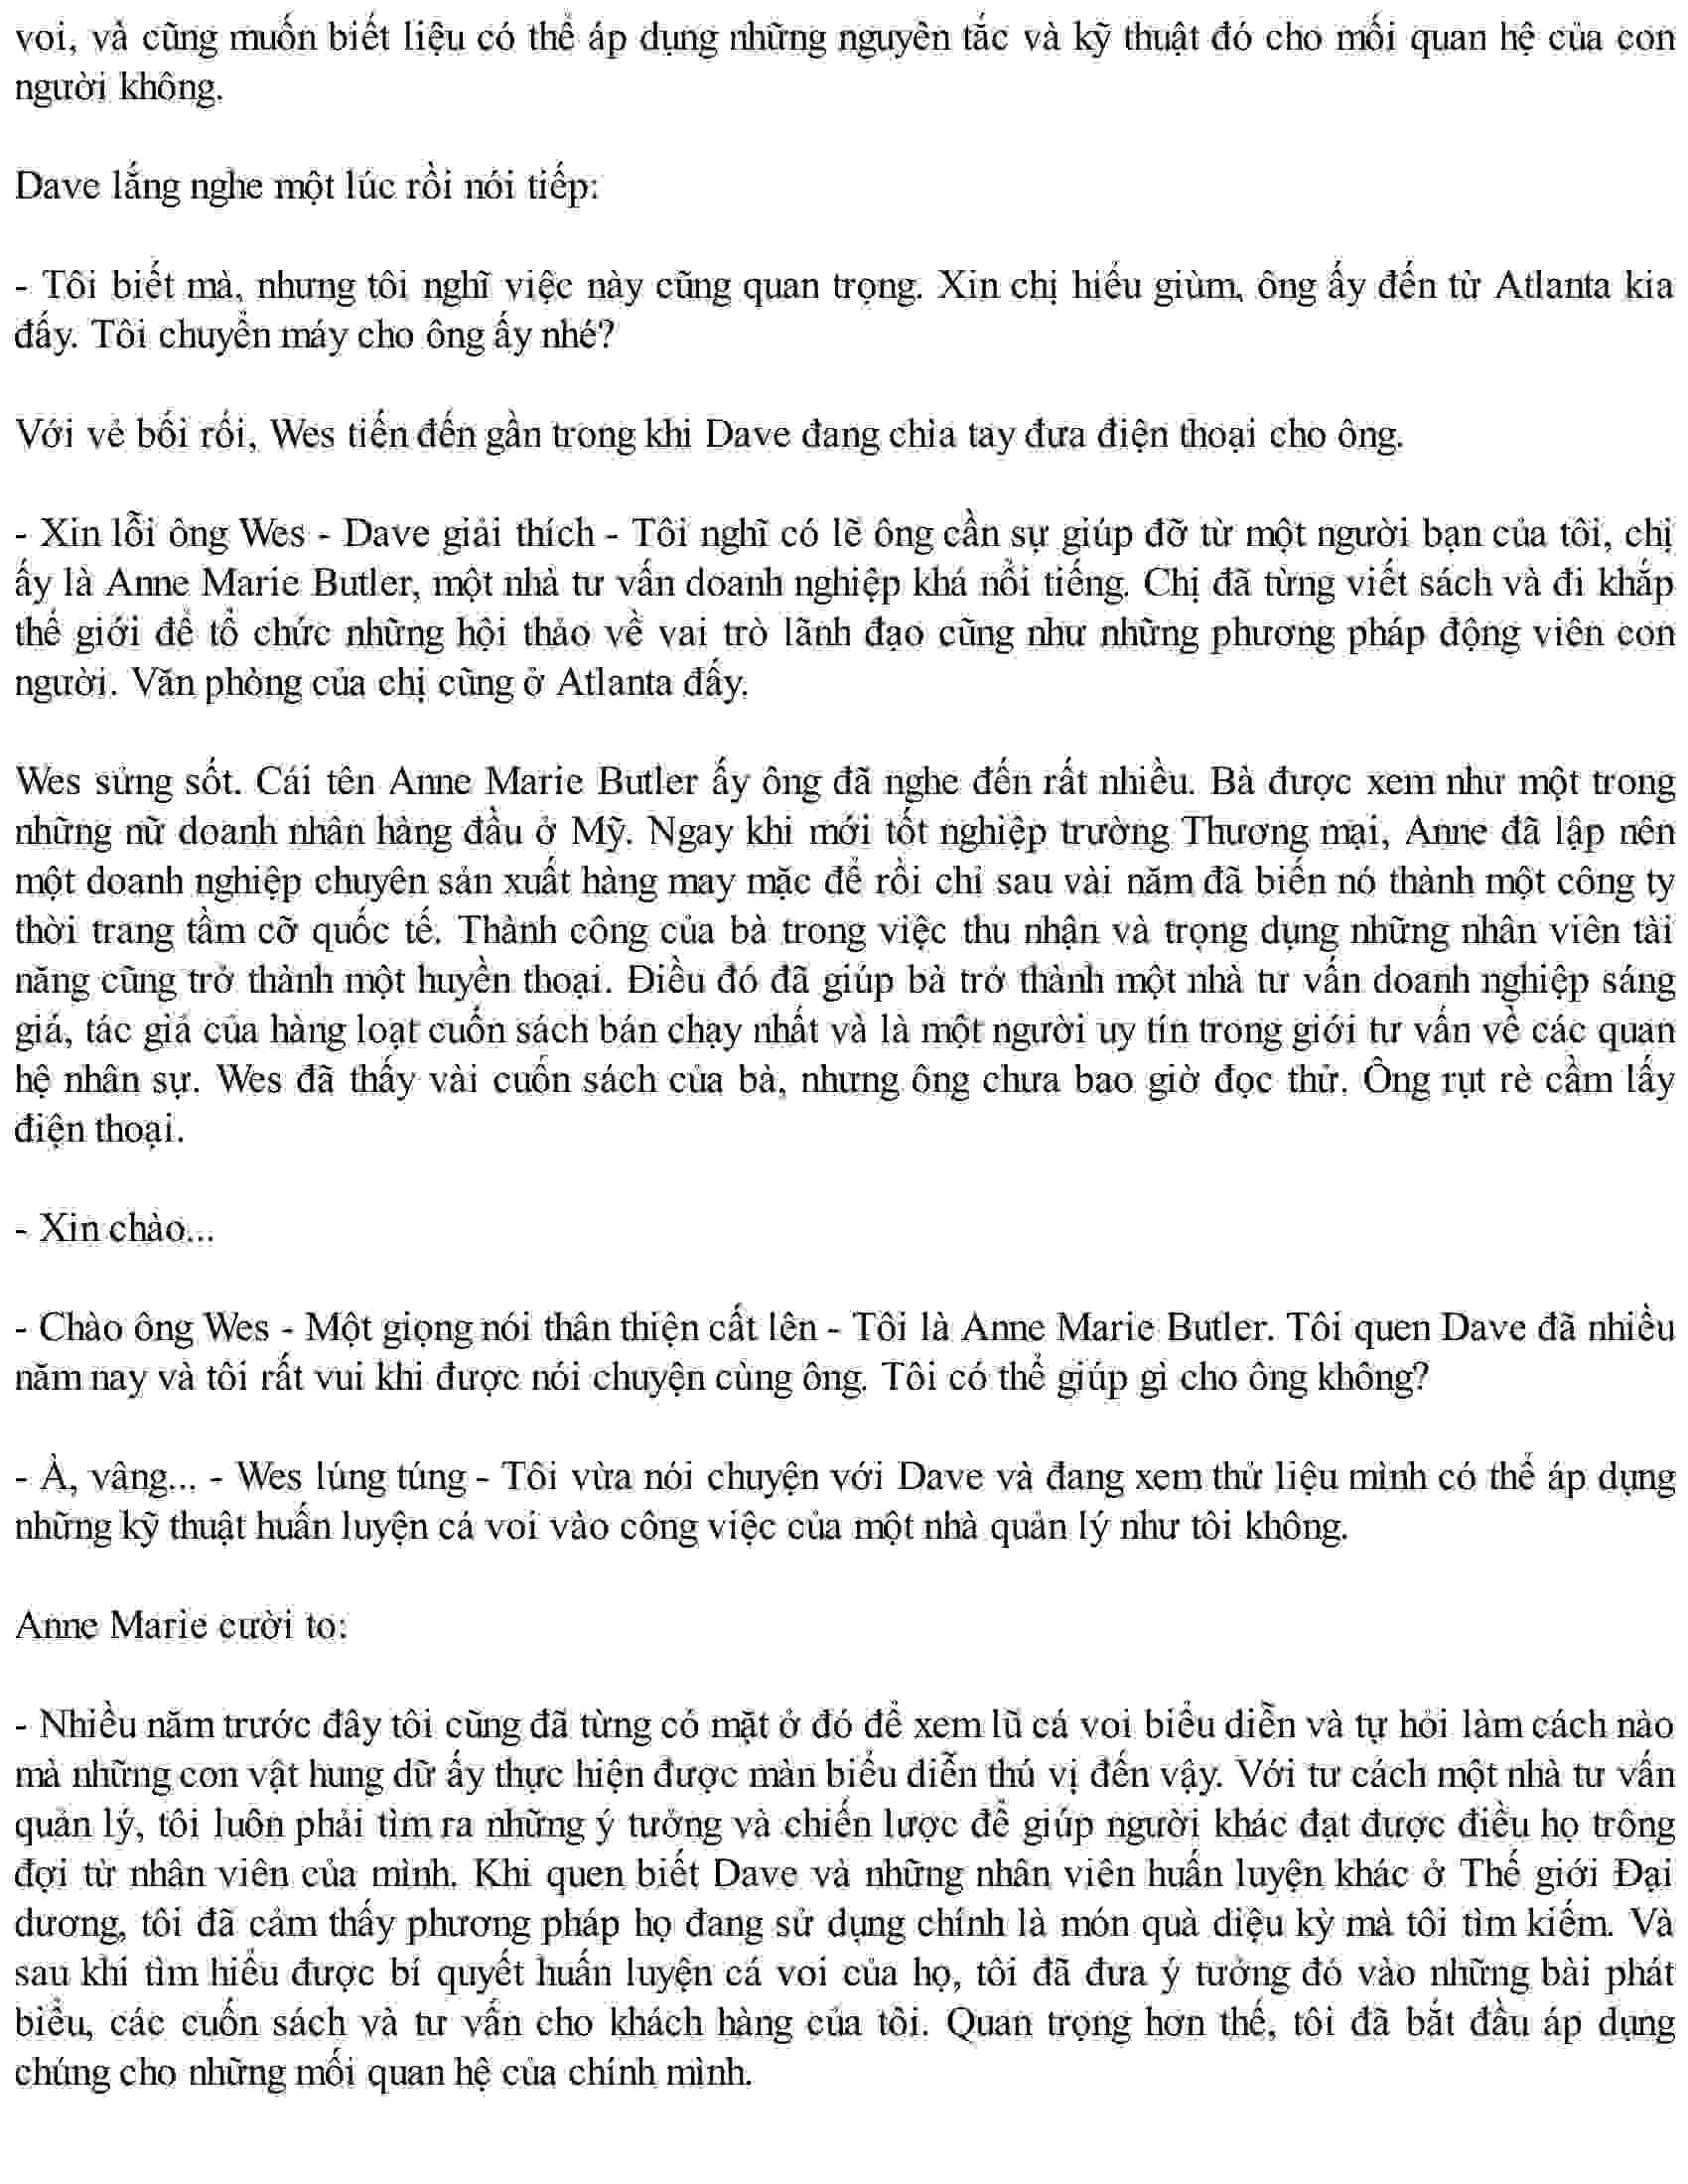 voi, và cũng muốn biết liệu có thể áp dụng những nguyên tắc và kỹ thuật đó cho mối quan hệ của con
người không.
Dave lắng nghe một lúc rồi nói tiếp:
- Tôi biết mà, nhưng tôi nghĩ việc này cũng quan trọng. Xin chị hiểu giùm, ông ấy đến từ Atlanta kia
đấy. Tôi chuyển máy cho ông ấy nhé?
Với vẻ bối rối, Wes tiến đến gần trong khi Dave đang chìa tay đưa điện thoại cho ông.
- Xin lỗi ông Wes - Dave giải thích - Tôi nghĩ có lẽ ông cần sự giúp đỡ từ một người bạn của tôi, chị
ấy là Anne Marie Butler, một nhà tư vấn doanh nghiệp khá nổi tiếng. Chị đã từng viết sách và đi khắp
thế giới để tổ chức những hội thảo về vai trò lãnh đạo cũng như những phương pháp động viên con
người. Văn phòng của chị cũng ở Atlanta đấy.
Wes sửng sốt. Cái tên Anne Marie Butler ấy ông đã nghe đến rất nhiều. Bà được xem như một trong
những nữ doanh nhân hàng đầu ở Mỹ. Ngay khi mới tốt nghiệp trường Thương mại, Anne đã lập nên
một doanh nghiệp chuyên sản xuất hàng may mặc để rồi chỉ sau vài năm đã biến nó thành một công ty
thời trang tầm cỡ quốc tế. Thành công của bà trong việc thu nhận và trọng dụng những nhân viên tài
năng cũng trở thành một huyền thoại. Điều đó đã giúp bà trở thành một nhà tư vấn doanh nghiệp sáng
giá, tác giả của hàng loạt cuốn sách bán chạy nhất và là một người uy tín trong giới tư vấn về các quan
hệ nhân sự. Wes đã thấy vài cuốn sách của bà, nhưng ông chưa bao giờ đọc thử. Ông rụt rè cầm lấy
điện thoại.
- Xin chào...
- Chào ông Wes - Một giọng nói thân thiện cất lên - Tôi là Anne Marie Butler. Tôi quen Dave đã nhiều
năm nay và tôi rất vui khi được nói chuyện cùng ông. Tôi có thể giúp gì cho ông không?
- À, vâng... - Wes lúng túng - Tôi vừa nói chuyện với Dave và đang xem thử liệu mình có thể áp dụng
những kỹ thuật huấn luyện cá voi vào công việc của một nhà quản lý như tôi không.
Anne Marie cười to:
- Nhiều năm trước đây tôi cũng đã từng có mặt ở đó để xem lũ cá voi biểu diễn và tự hỏi làm cách nào
mà những con vật hung dữ ấy thực hiện được màn biểu diễn thú vị đến vậy. Với tư cách một nhà tư vấn
quản lý, tôi luôn phải tìm ra những ý tưởng và chiến lược để giúp người khác đạt được điều họ trông
đợi từ nhân viên của mình. Khi quen biết Dave và những nhân viên huấn luyện khác ở Thế giới Đại
dương, tôi đã cảm thấy phương pháp họ đang sử dụng chính là món quà diệu kỳ mà tôi tìm kiếm. Và
sau khi tìm hiểu được bí quyết huấn luyện cá voi của họ, tôi đã đưa ý tưởng đó vào những bài phát
biểu, các cuốn sách và tư vấn cho khách hàng của tôi. Quan trọng hơn thế, tôi đã bắt đầu áp dụng
chúng cho những mối quan hệ của chính mình.